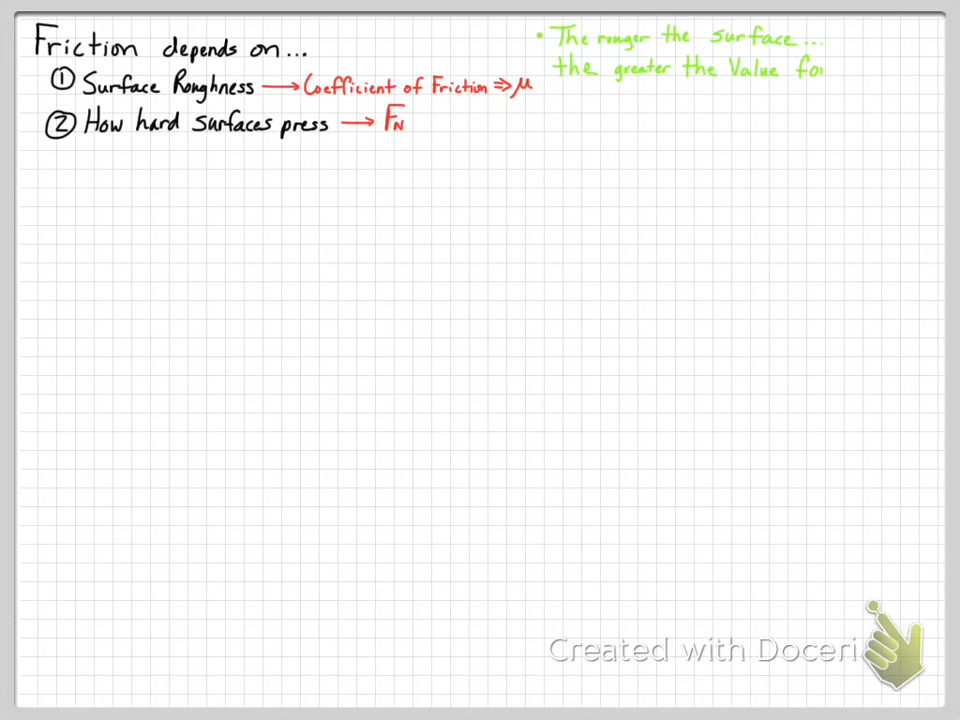 Friction depends on...
① Surface Roughness → Coefficient of Friction ⇒ μ
② How hard surfaces press → FN
• The rouger the surface...
the greater the Value for
Created with Doceri